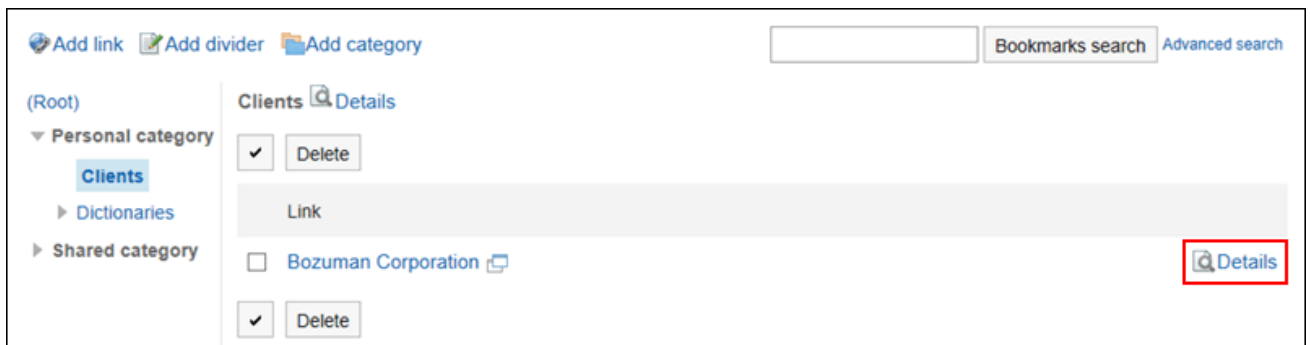 Add link Add divider Add category Bookmarks search Advanced search
(Root)
Personal category
Clients
Dictionaries
Shared category
Clients Details
Delete
Link
Bozuman Corporation Details
Delete